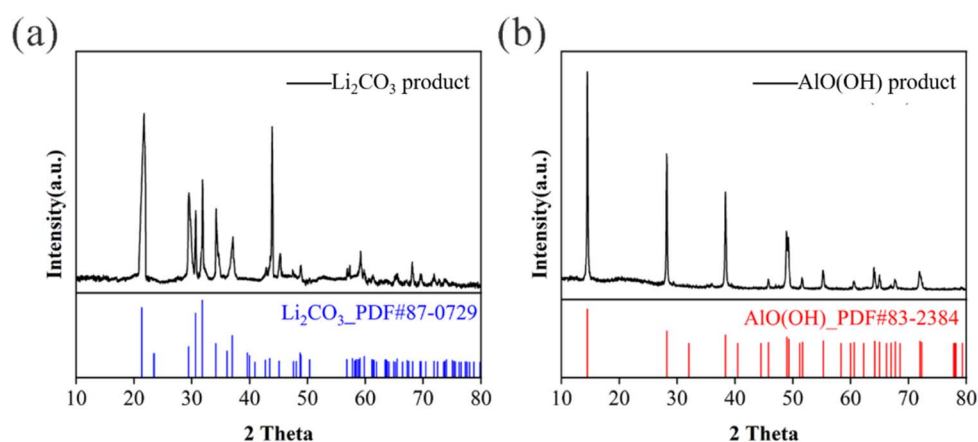 (a)
Li₂CO₃ product
Intensity(a.u.)
Li₂CO₃_PDF#87-0729
10 20 30 40 50 60 70 80
2 Theta
(b)
AlO(OH) product
Intensity(a.u.)
AlO(OH)_PDF#83-2384
10 20 30 40 50 60 70 80
2 Theta